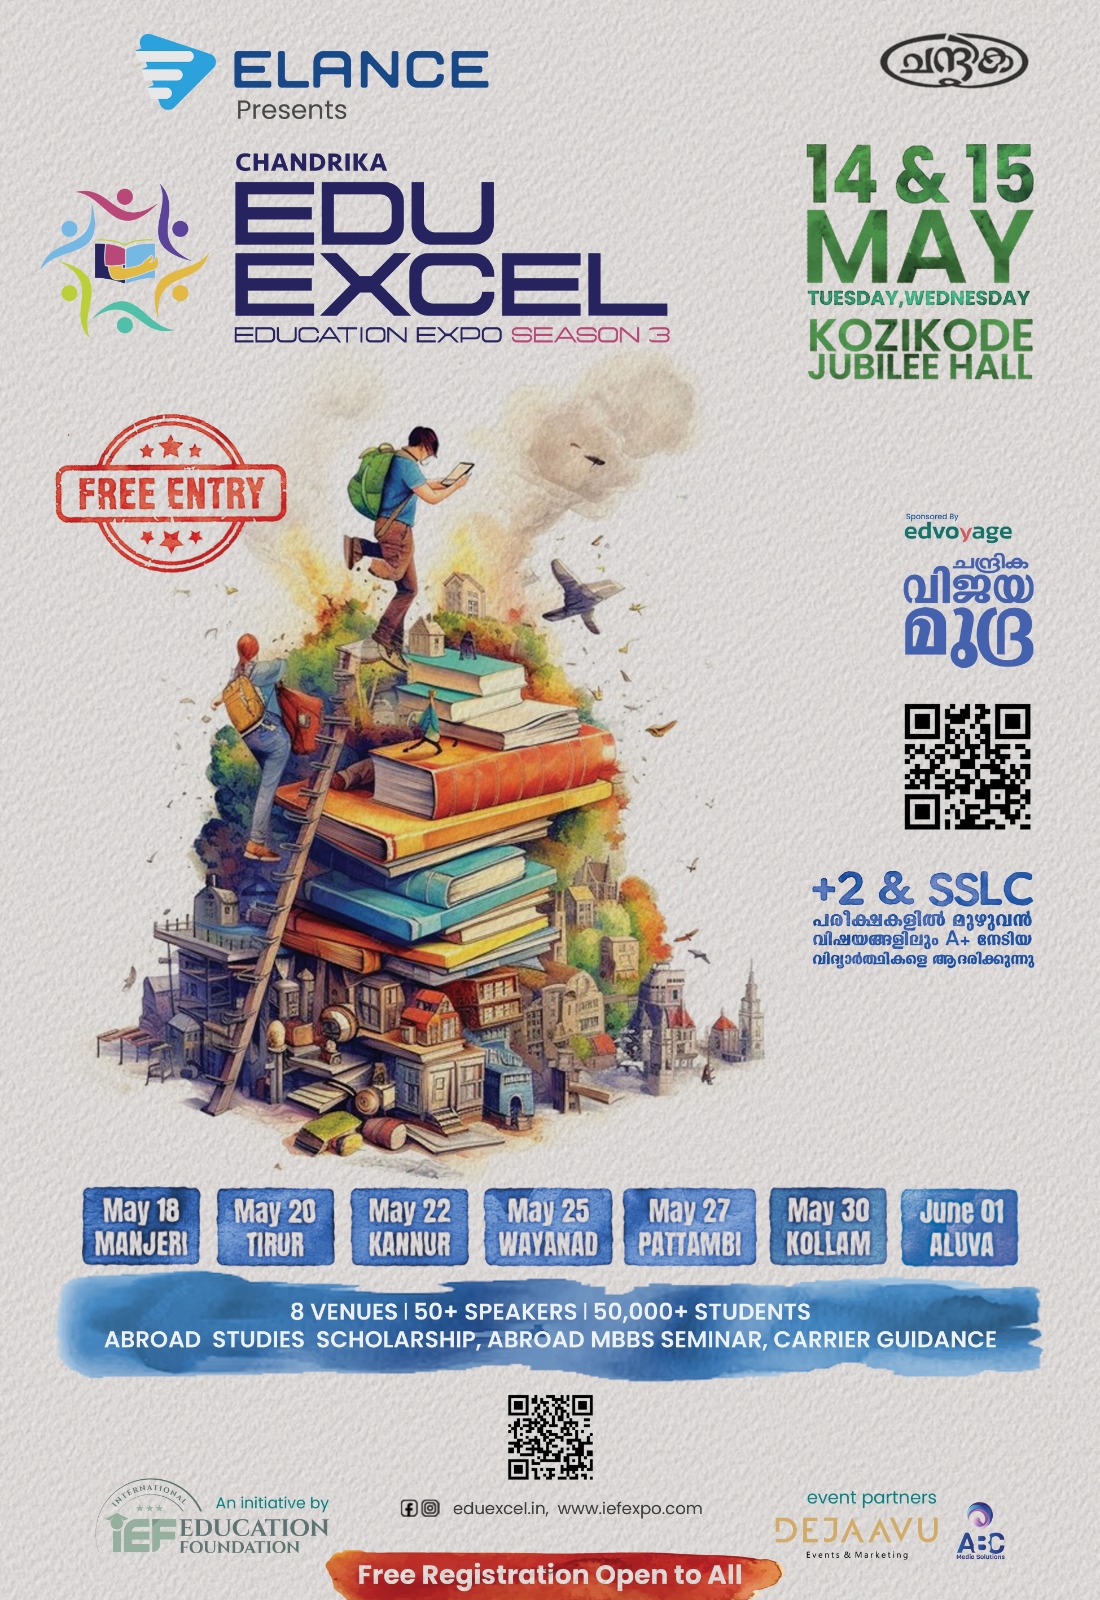 ELANCE
Presents
ചന്ദ്രിക
CHANDRIKA
EDU
EXCEL
EDUCATION EXPO SEASON 3
14 & 15
MAY
TUESDAY,WEDNESDAY
KOZIKODE
JUBILEE HALL
FREE ENTRY
Sponsored By
edvoyage
ചന്ദ്രിക
വിജയ
മുദ്ര
+2 & SSLC
പരീക്ഷകളിൽ മുഴുവൻ
വിഷയങ്ങളിലും A+ നേടിയ
വിദ്യാർത്ഥികളെ ആദരിക്കുന്നു
May 18
MANJERI
May 20
TIRUR
May 22
KANNUR
May 25
WAYANAD
May 27
PATTAMBI
May 30
KOLLAM
June 01
ALUVA
8 VENUES | 50+ SPEAKERS | 50,000+ STUDENTS
ABROAD STUDIES SCHOLARSHIP, ABROAD MBBS SEMINAR, CARRIER GUIDANCE
An initiative by
INTERNATIONAL
IEF EDUCATION
FOUNDATION
eduexcel.in, www.iefexpo.com
event partners
DEJAAVU
Events & Marketing
ABC
Media Solutions
Free Registration Open to All